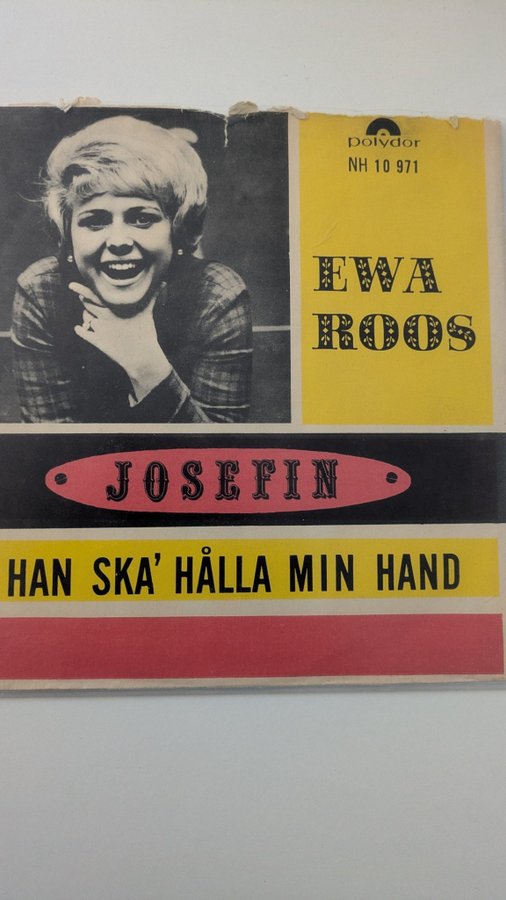 polydor
NH 10 971
EWA
ROOS
JOSEFIN
HAN SKA' HÅLLA MIN HAND